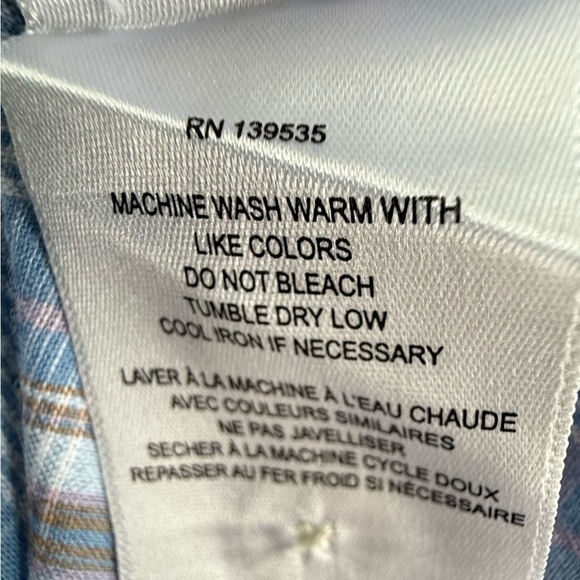 RN 139535
MACHINE WASH WARM WITH
LIKE COLORS
DO NOT BLEACH
TUMBLE DRY LOW
COOL IRON IF NECESSARY
LAVER À LA MACHINE À L'EAU CHAUDE
AVEC COULEURS SIMILAIRES
NE PAS JAVELLISER
SECHER À LA MACHINE CYCLE DOUX
REPASSER AU FER FROID SI NÉCESSAIRE